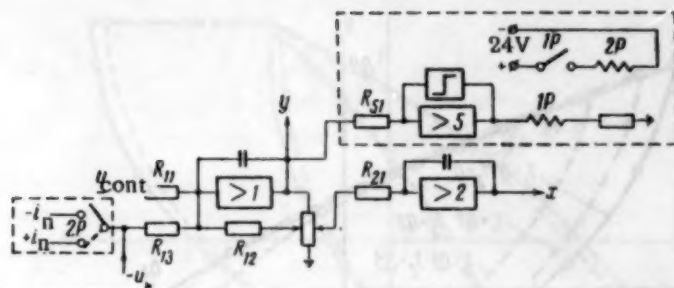 -
24V 1P 2P
+
y
R51
>5
1P
ucont R11
>1
R21
>2
x
-in
2P
+in
R13
R12
-u